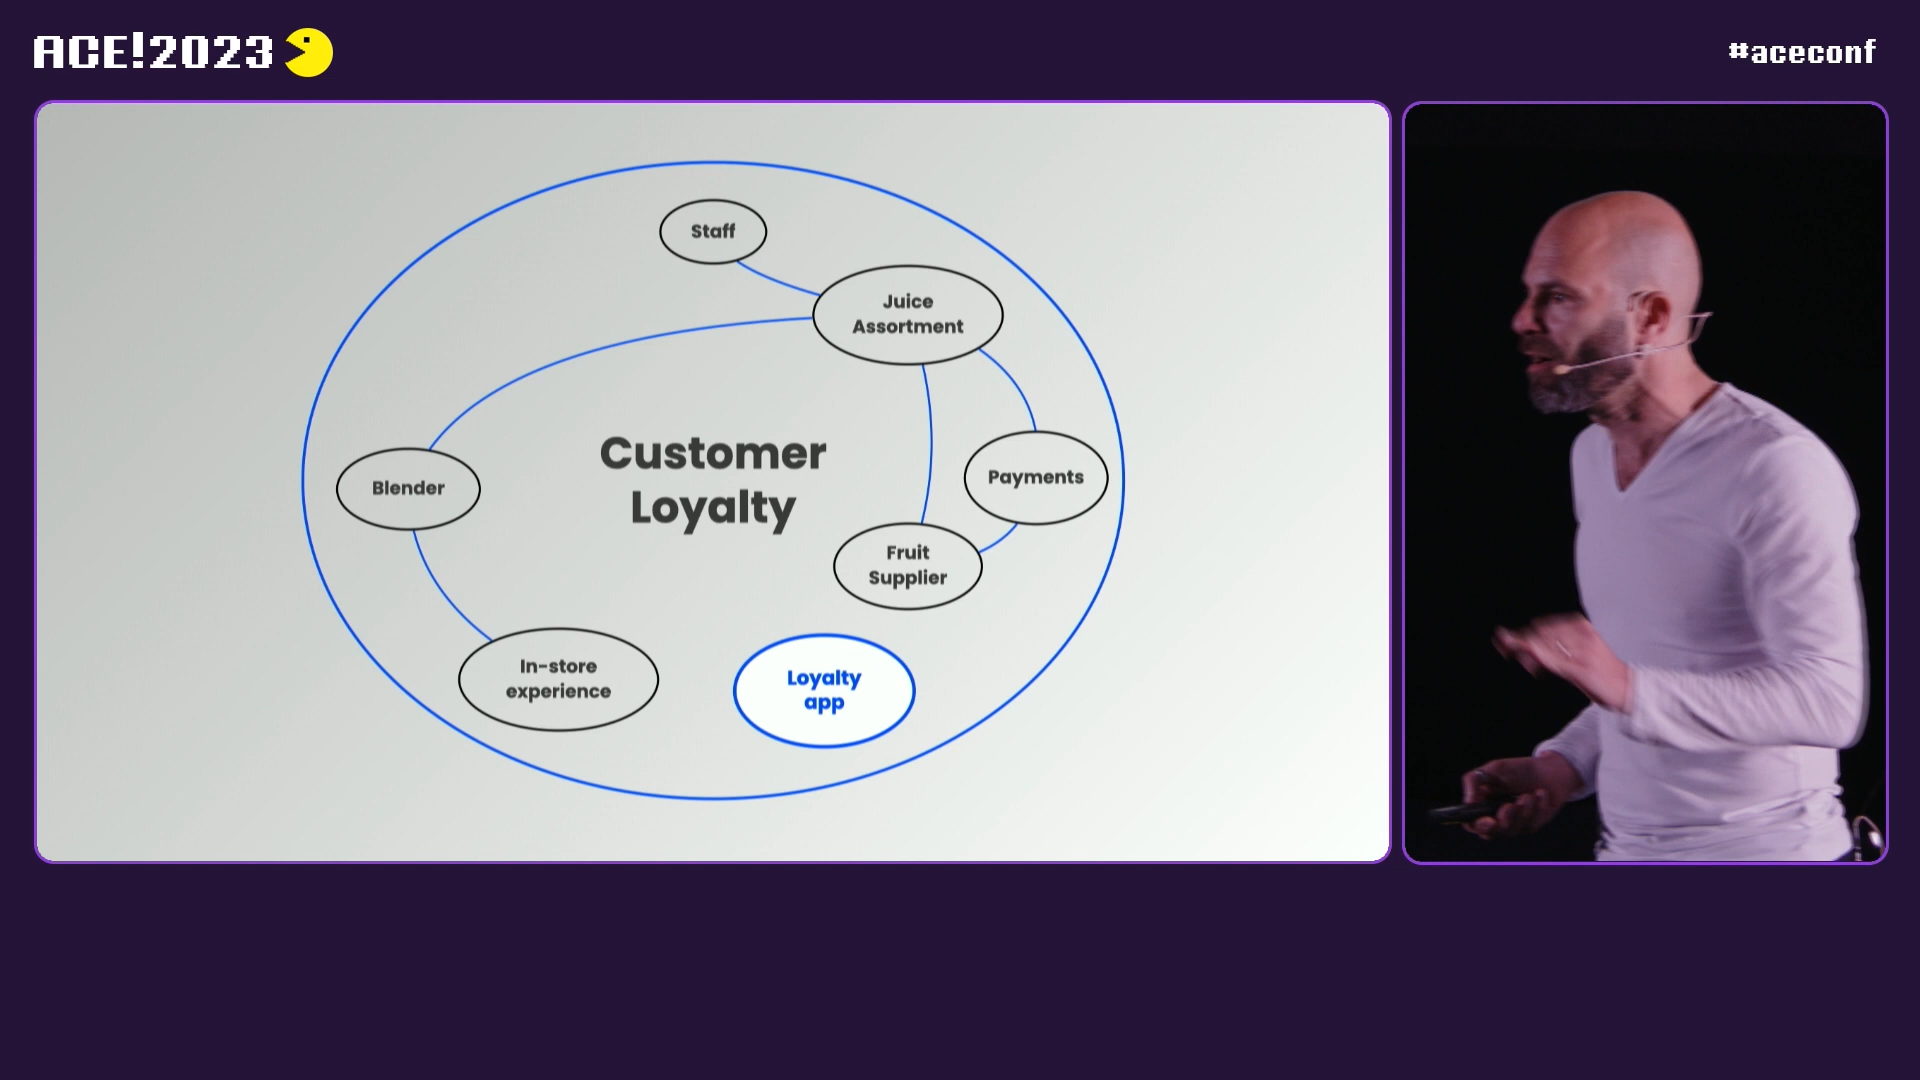 ACE!2023
#aceconf
Staff
Juice
Assortment
Customer
Loyalty
Blender
Payments
Fruit
Supplier
In-store
experience
Loyalty
app